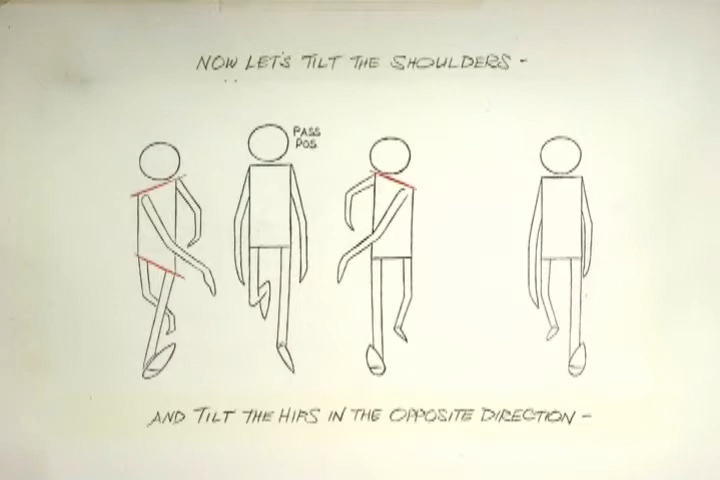 NOW LET'S TILT THE SHOULDERS -
PASS
POS.
AND TILT THE HIPS IN THE OPPOSITE DIRECTION -